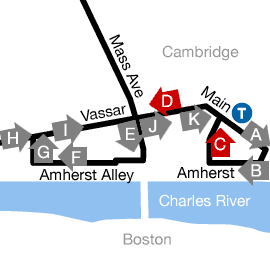 Mass Ave
Cambridge
Main
D
Vassar
T
K
A
H
I
E
J
C
G
F
B
Amherst Alley
Amherst
Charles River
Boston